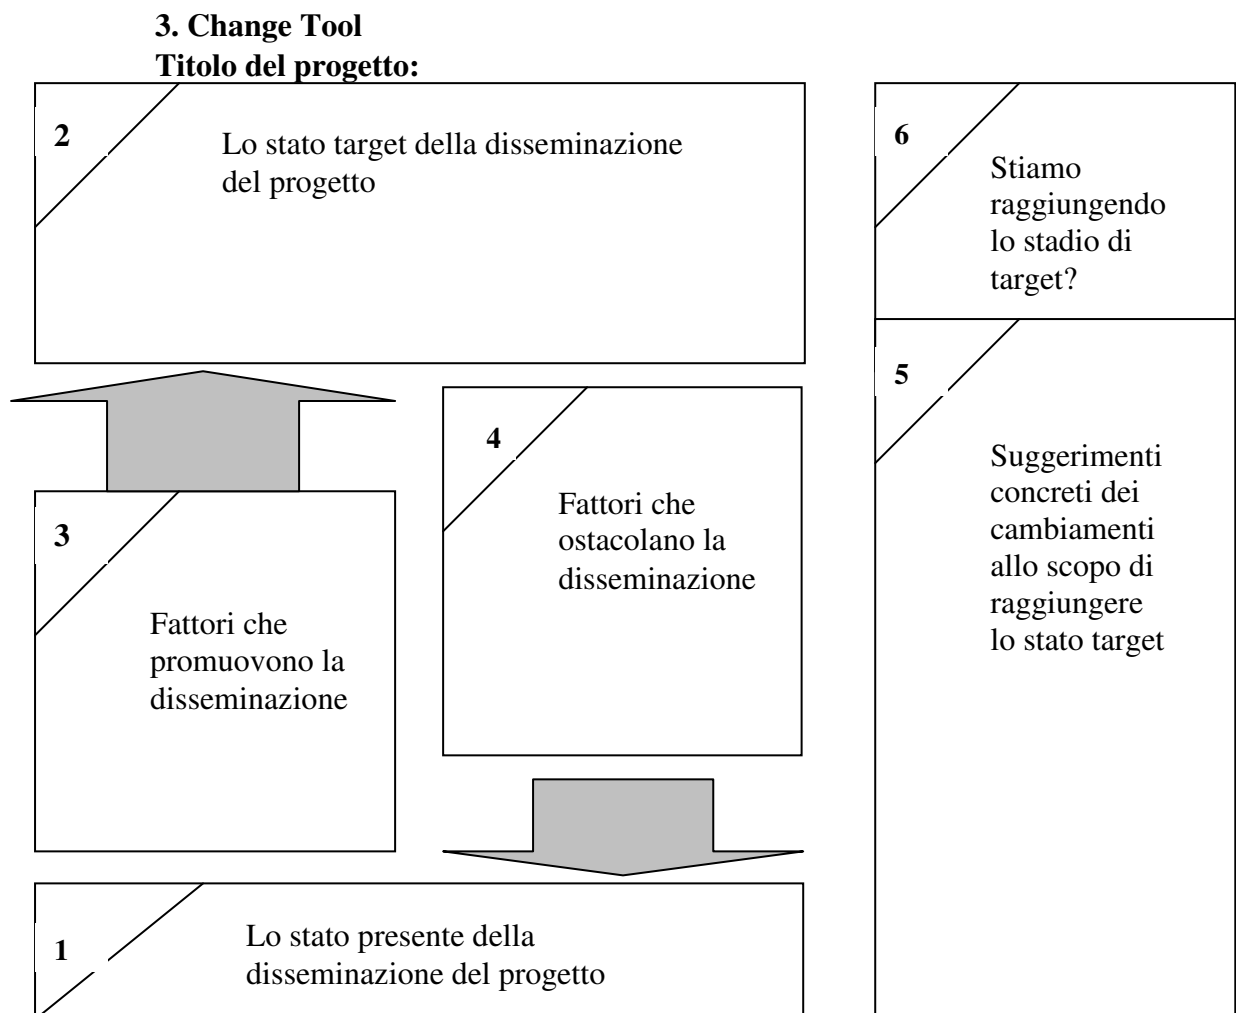 3. Change Tool
Titolo del progetto:
2
Lo stato target della disseminazione
del progetto
6
Stiamo
raggiungendo
lo stadio di
target?
5
Suggerimenti
concreti dei
cambiamenti
allo scopo di
raggiungere
lo stato target
4
Fattori che
ostacolano la
disseminazione
3
Fattori che
promuovono la
disseminazione
1
Lo stato presente della
disseminazione del progetto